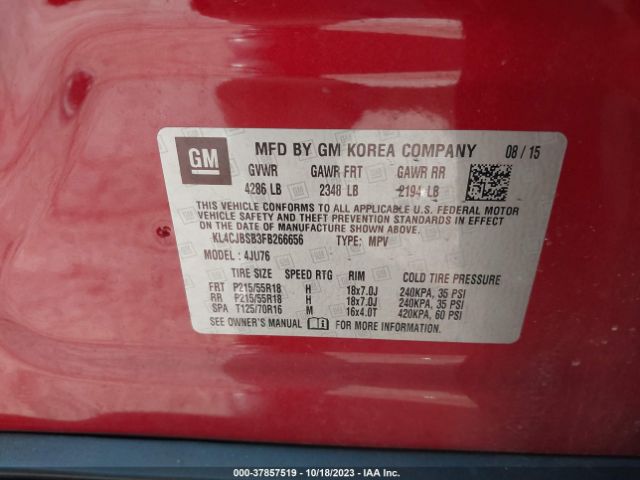 GM
MFD BY GM KOREA COMPANY 08/15
GVWR GAWR FRT GAWR RR
4286 LB 2348 LB 2194 LB
THIS VEHICLE CONFORMS TO ALL APPLICABLE U.S. FEDERAL MOTOR
VEHICLE SAFETY, BUMPER, AND THEFT PREVENTION STANDARDS IN EFFECT ON
THE DATE OF MANUFACTURE SHOWN ABOVE.
KL4CJBSB3FB266656 TYPE: MPV
MODEL: 4JU76
TIRE SIZE SPEED RTG RIM COLD TIRE PRESSURE
FRT P215/55R18 H 18x7.0J 240KPA, 35 PSI
RR P215/55R18 H 18x7.0J 240KPA, 35 PSI
SPA T125/70R16 M 16x4.0T 420KPA, 60 PSI
SEE OWNER'S MANUAL FOR MORE INFORMATION.
000-37857519 - 10/18/2023 - IAA Inc.